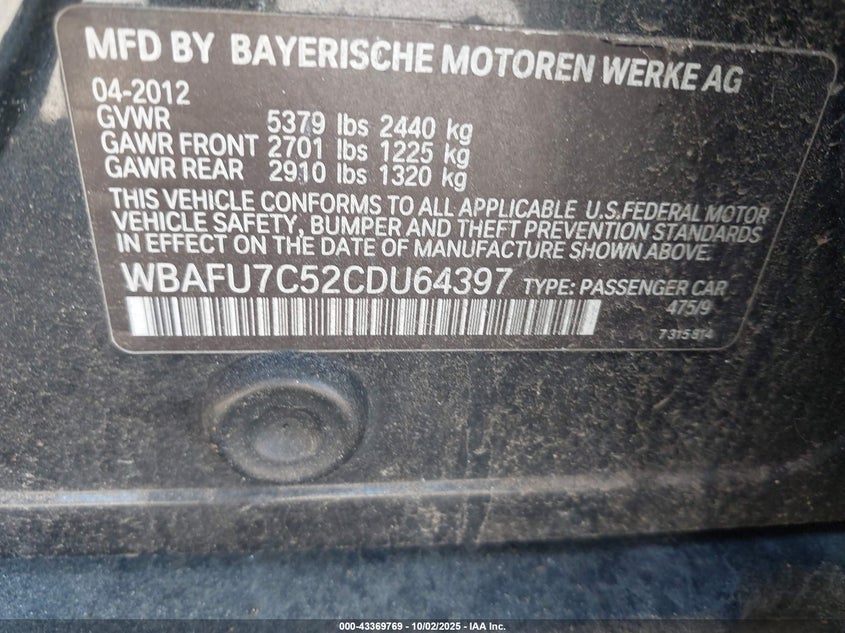 MFD BY BAYERISCHE MOTOREN WERKE AG
04-2012
GVWR 5379 lbs 2440 kg
GAWR FRONT 2701 lbs 1225 kg
GAWR REAR 2910 lbs 1320 kg
THIS VEHICLE CONFORMS TO ALL APPLICABLE U.S.FEDERAL MOTOR
VEHICLE SAFETY, BUMPER AND THEFT PREVENTION STANDARDS
IN EFFECT ON THE DATE OF MANUFACTURE SHOWN ABOVE.
WBAFU7C52CDU64397 TYPE: PASSENGER CAR
475/9
7315814
000-43369769 - 10/02/2025 - IAA Inc.